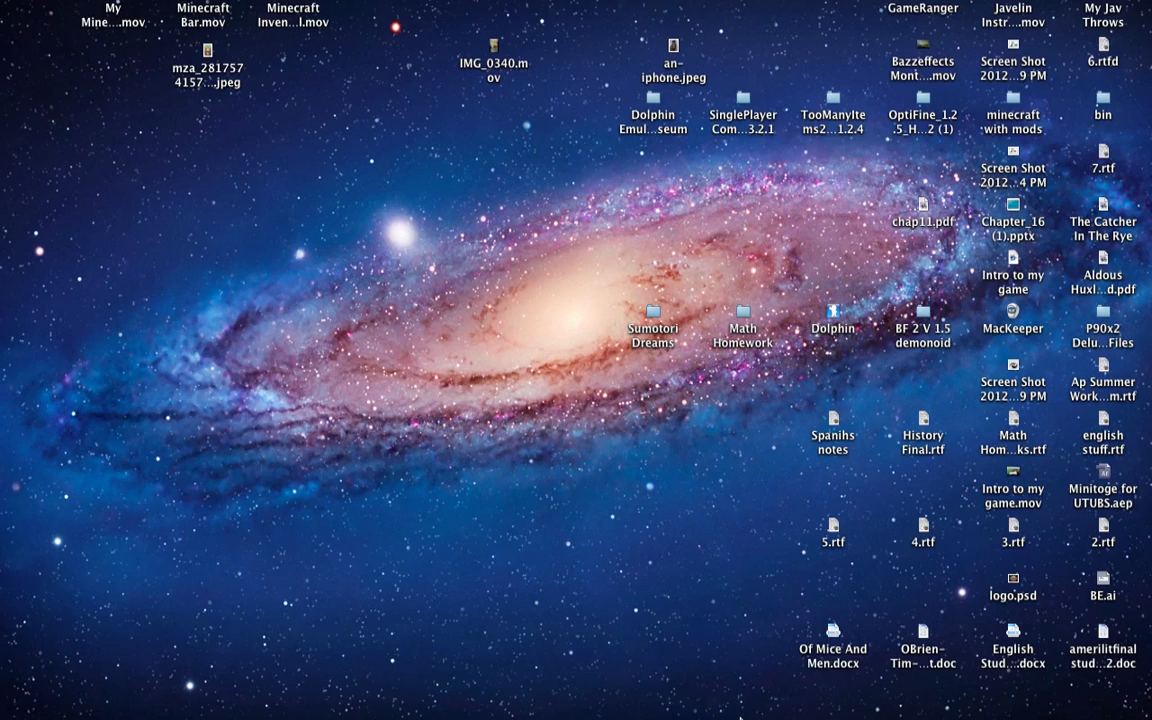 My
Mine....mov
Minecraft
Bar.mov
Minecraft
Inven...l.mov
GameRanger
Javelin
Instr....mov
My Jav
Throws
mza_281757
4157....jpeg
IMG_0340.m
ov
an-
iphone.jpeg
Bazzeffects
Mont....mov
Screen Shot
2012...9 PM
6.rtfd
Dolphin
Emul...seum
SinglePlayer
Com...3.2.1
TooManyIte
ms2...1.2.4
OptiFine_1.2
.5_H...2 (1)
minecraft
with mods
bin
Screen Shot
2012...4 PM
7.rtf
chap11.pdf
Chapter_16
(1).pptx
The Catcher
In The Rye
Intro to my
game
Aldous
Huxl...d.pdf
Sumotori
Dreams
Math
Homework
Dolphin
BF 2 V 1.5
demonoid
MacKeeper
P90x2
Delu...Files
Screen Shot
2012...9 PM
Ap Summer
Work...m.rtf
Spanihs
notes
History
Final.rtf
Math
Hom...ks.rtf
english
stuff.rtf
Intro to my
game.mov
Minitoge for
UTUBS.aep
5.rtf
4.rtf
3.rtf
2.rtf
logo.psd
BE.ai
Of Mice And
Men.docx
OBrien-
Tim-...t.doc
English
Stud....docx
amerilitfinal
stud...2.doc